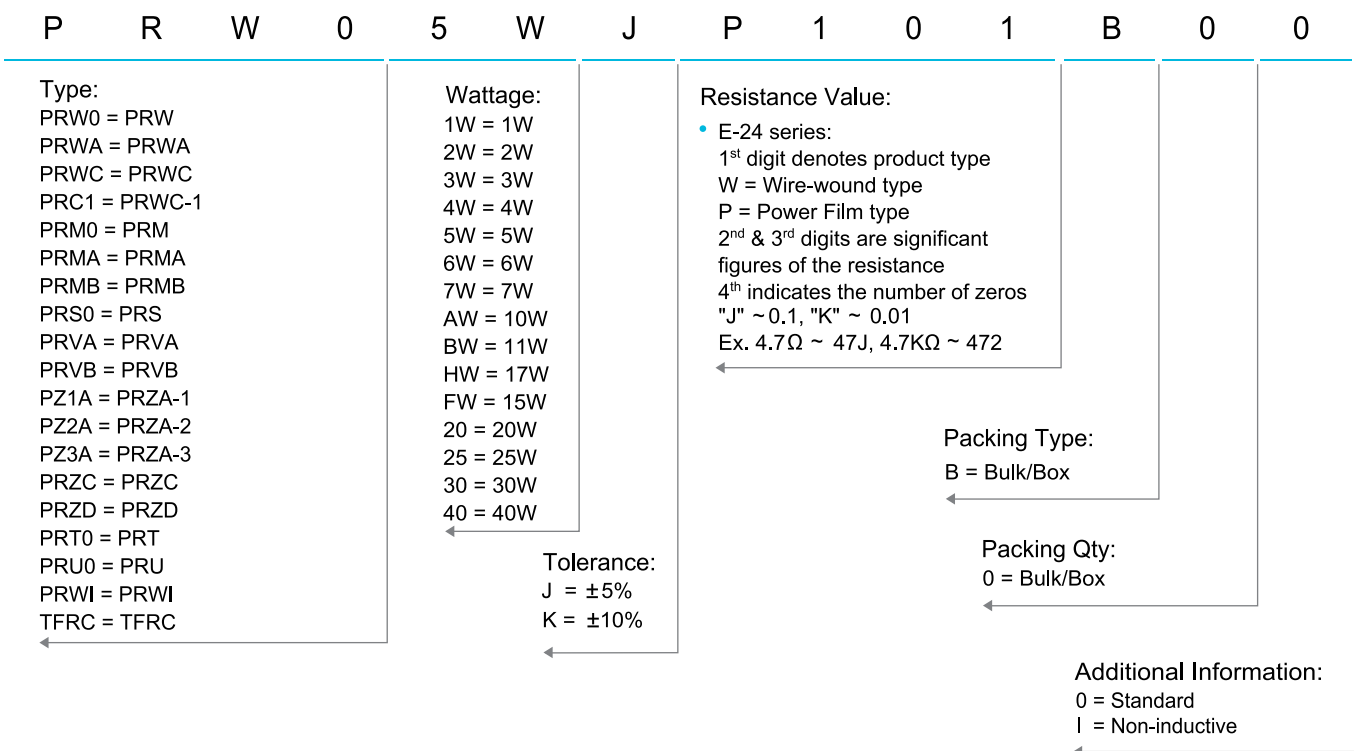 P R W 0 5 W J P 1 0 1 B 0 0
Type:
PRW0 = PRW
PRWA = PRWA
PRWC = PRWC
PRC1 = PRWC-1
PRM0 = PRM
PRMA = PRMA
PRMB = PRMB
PRS0 = PRS
PRVA = PRVA
PRVB = PRVB
PZ1A = PRZA-1
PZ2A = PRZA-2
PZ3A = PRZA-3
PRZC = PRZC
PRZD = PRZD
PRT0 = PRT
PRU0 = PRU
PRWI = PRWI
TFRC = TFRC
Wattage:
1W = 1W
2W = 2W
3W = 3W
4W = 4W
5W = 5W
6W = 6W
7W = 7W
AW = 10W
BW = 11W
HW = 17W
FW = 15W
20 = 20W
25 = 25W
30 = 30W
40 = 40W
Tolerance:
J = ±5%
K = ±10%
Resistance Value:
• E-24 series:
1st digit denotes product type
W = Wire-wound type
P = Power Film type
2nd & 3rd digits are significant
figures of the resistance
4th indicates the number of zeros
"J" ~ 0.1, "K" ~ 0.01
Ex. 4.7Ω ~ 47J, 4.7KΩ ~ 472
Packing Type:
B = Bulk/Box
Packing Qty:
0 = Bulk/Box
Additional Information:
0 = Standard
I = Non-inductive